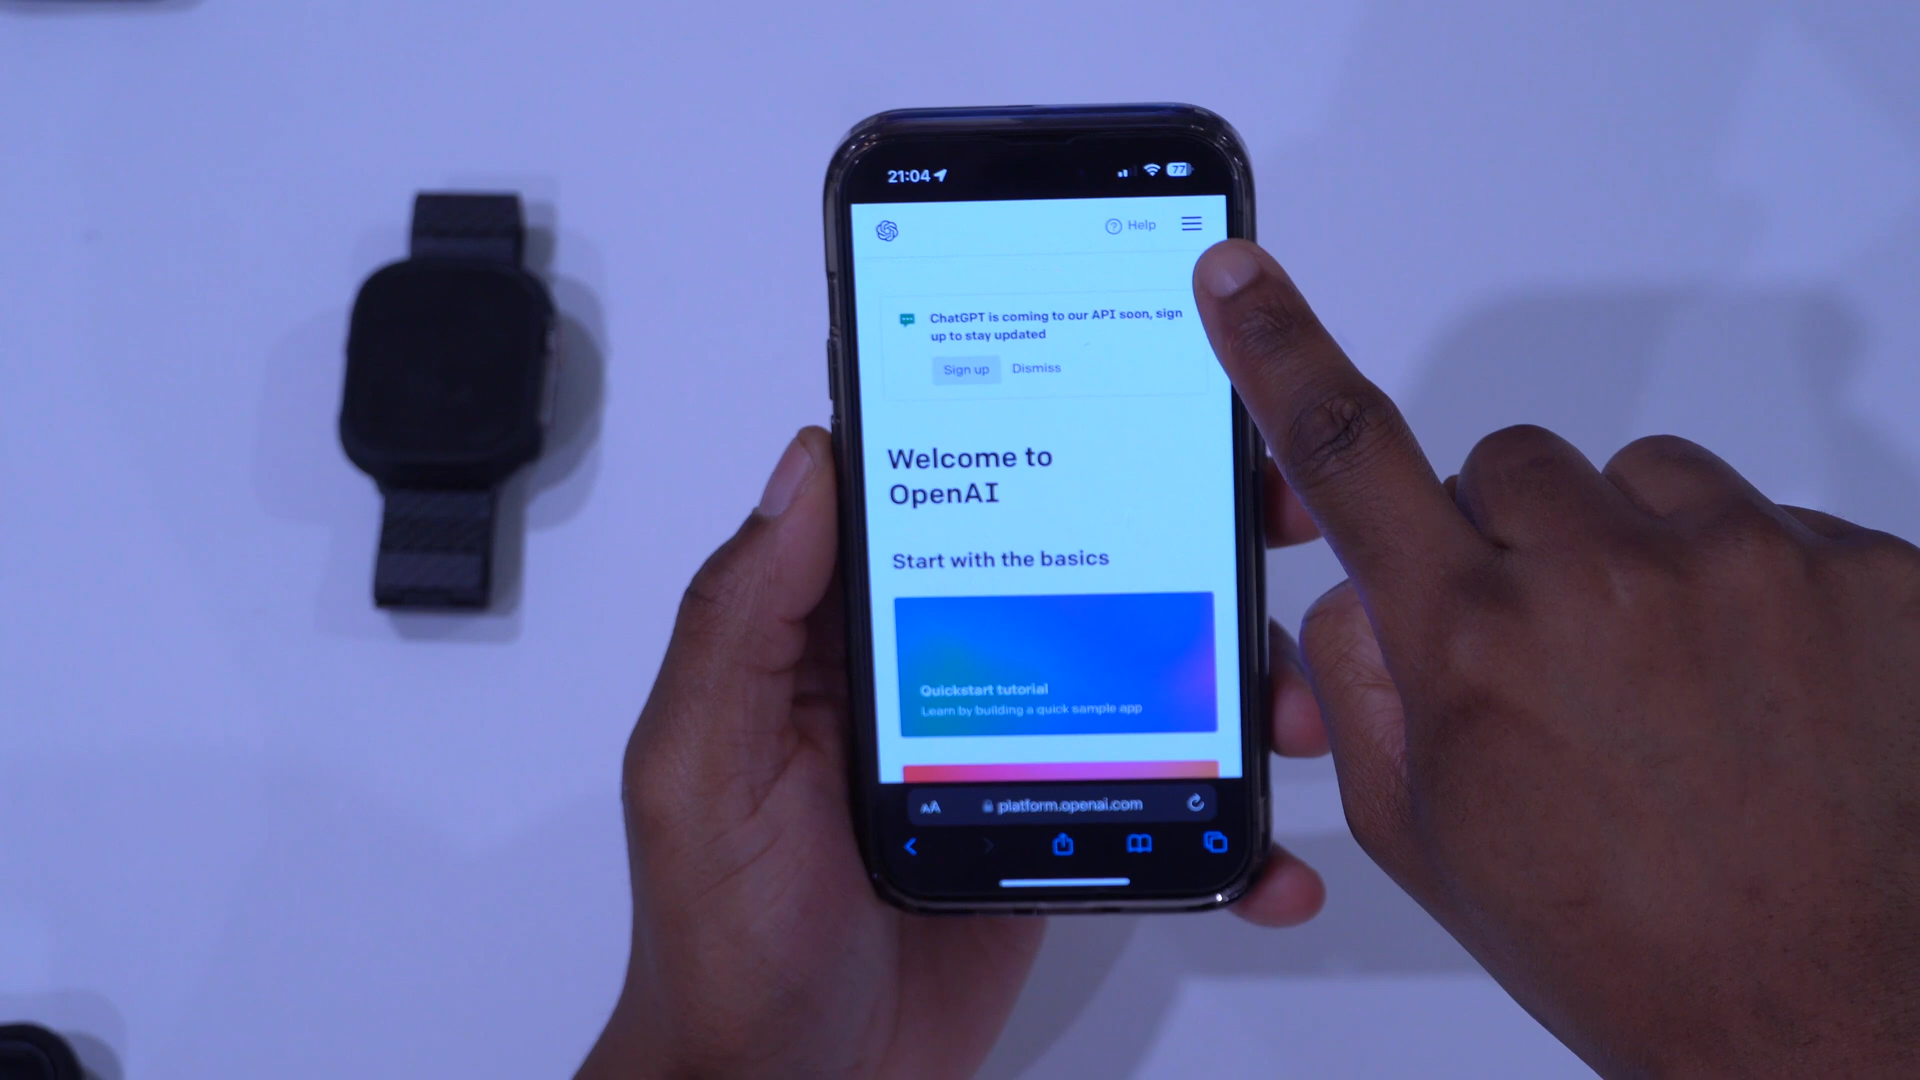 21:04
77
Help
ChatGPT is coming to our API soon, sign
up to stay updated
Sign up Dismiss
Welcome to
OpenAI
Start with the basics
Quickstart tutorial
Learn by building a quick sample app
AA platform.openai.com